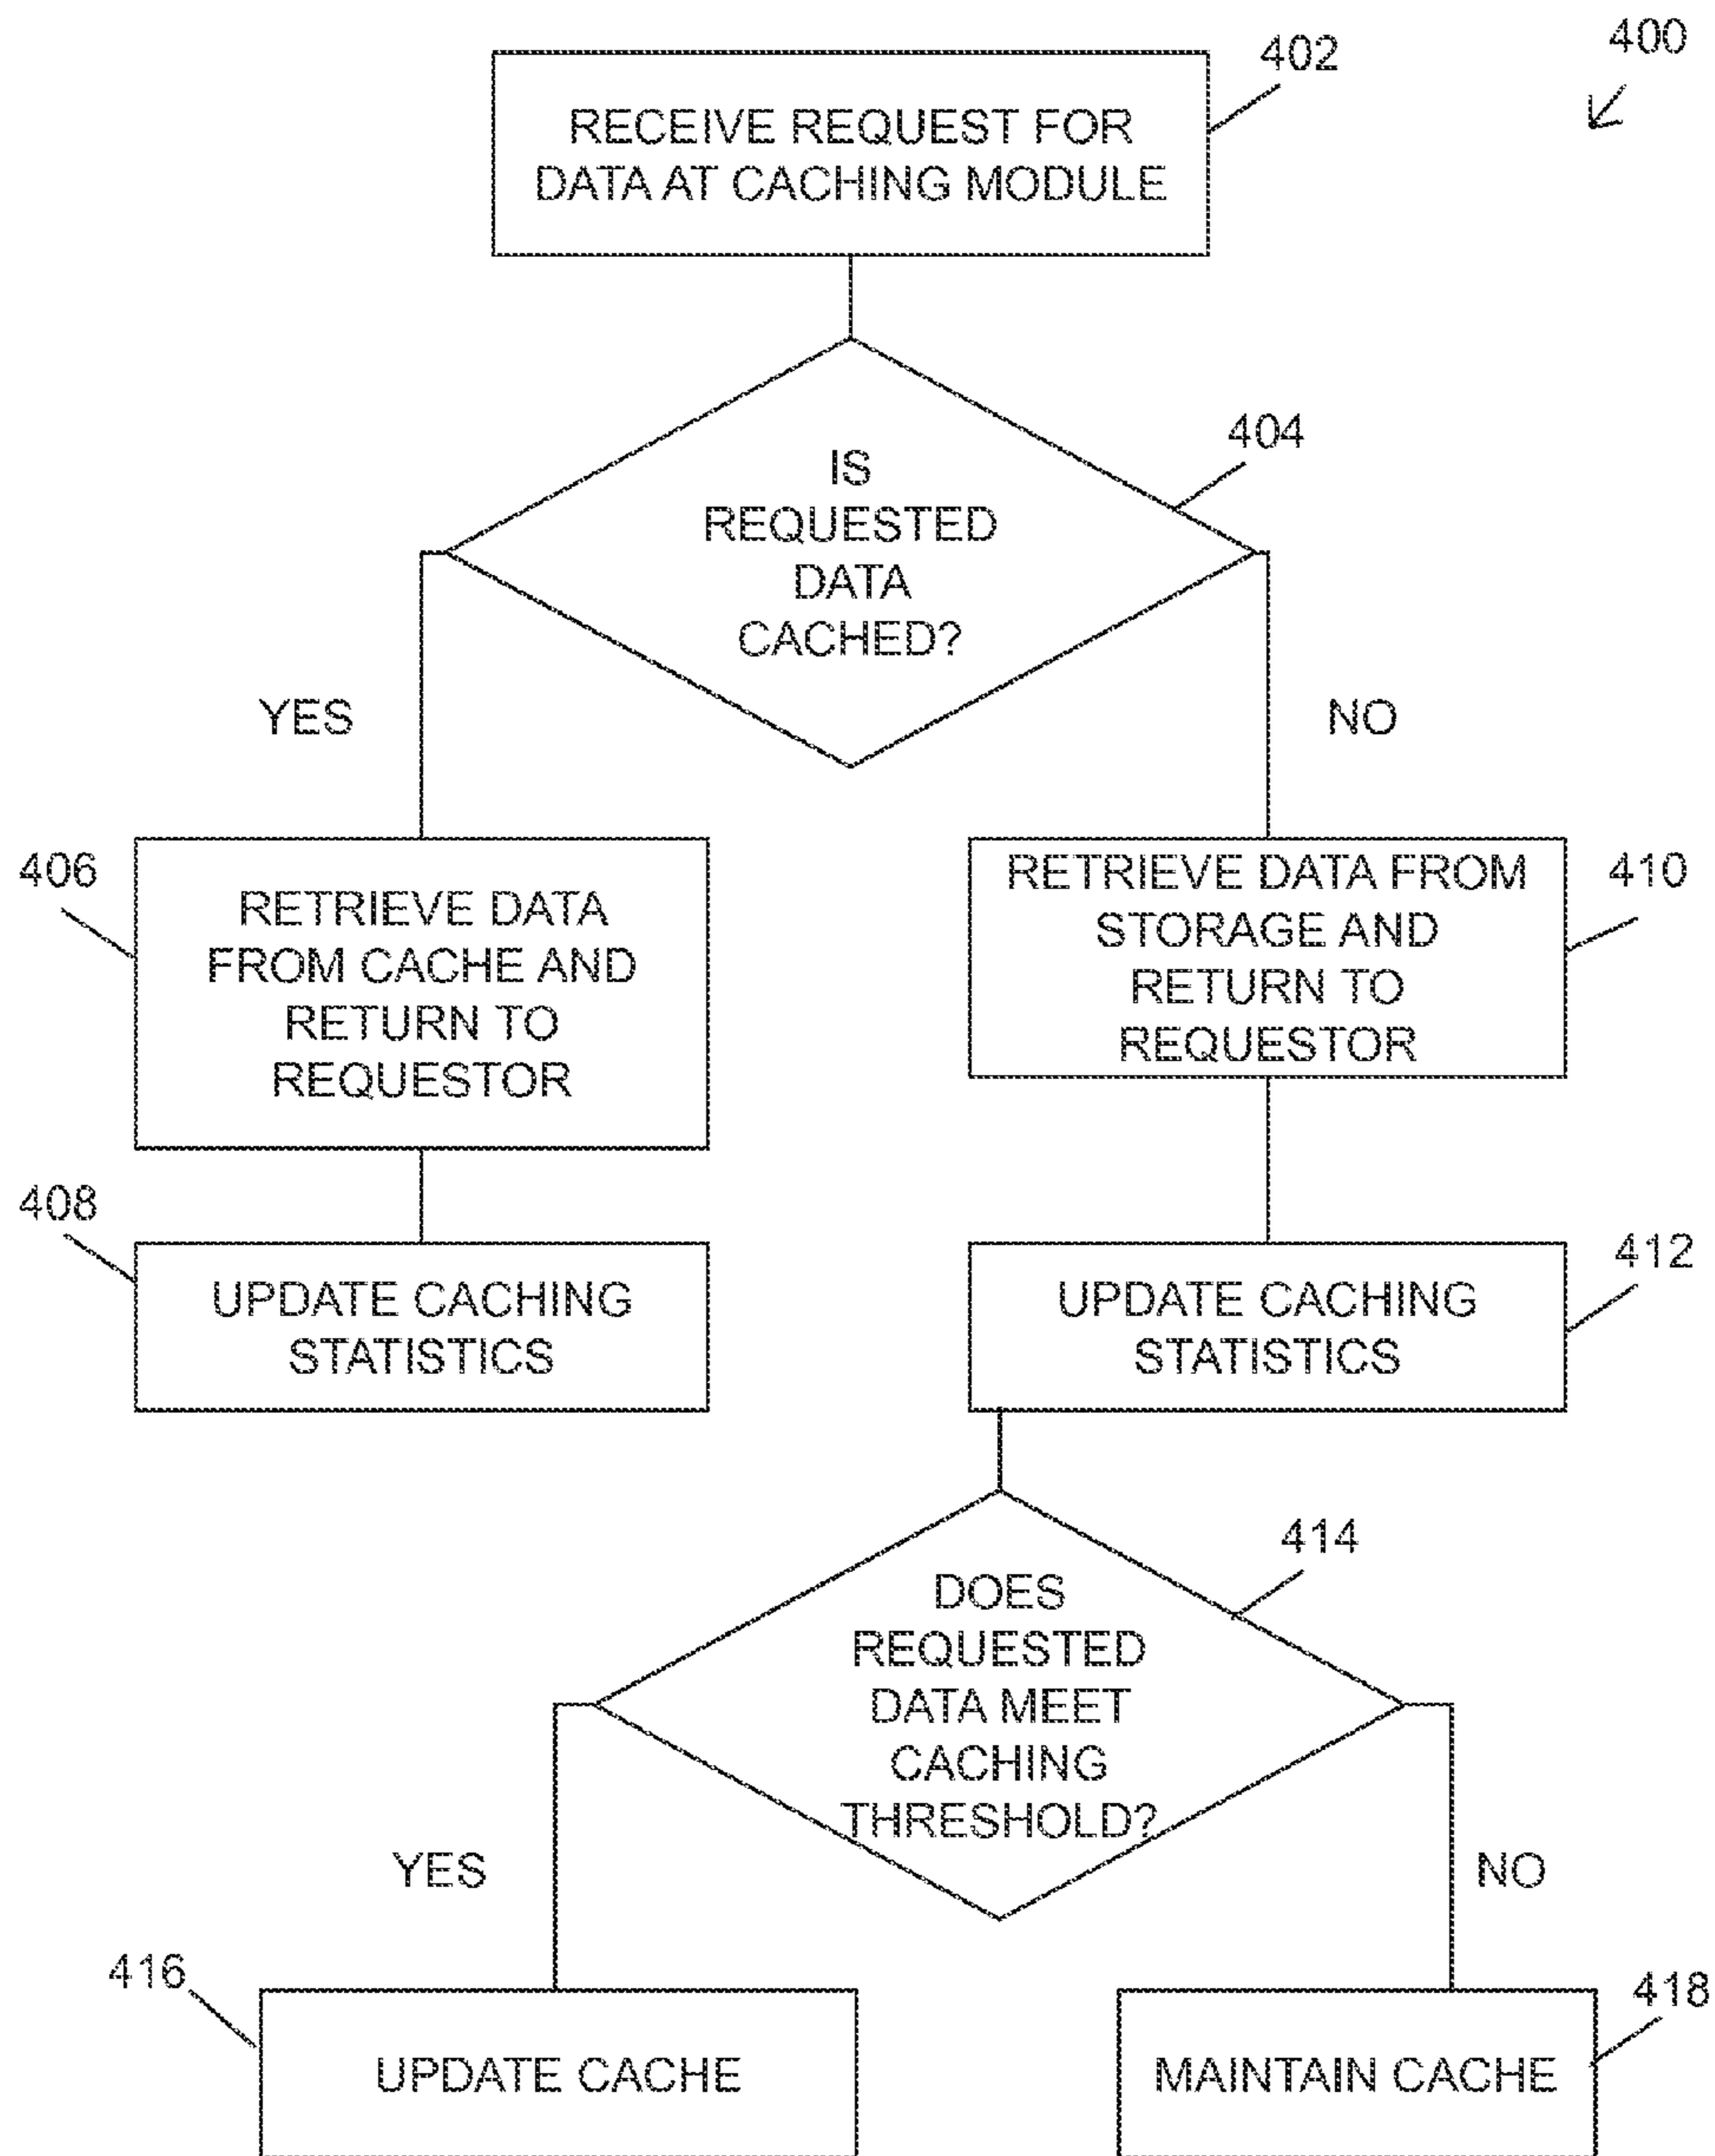 400
402
RECEIVE REQUEST FOR
DATA AT CACHING MODULE
404
IS
REQUESTED
DATA
CACHED?
YES
NO
406
RETRIEVE DATA
FROM CACHE AND
RETURN TO
REQUESTOR
410
RETRIEVE DATA FROM
STORAGE AND
RETURN TO
REQUESTOR
408
UPDATE CACHING
STATISTICS
412
UPDATE CACHING
STATISTICS
414
DOES
REQUESTED
DATA MEET
CACHING
THRESHOLD?
YES
NO
416
UPDATE CACHE
418
MAINTAIN CACHE